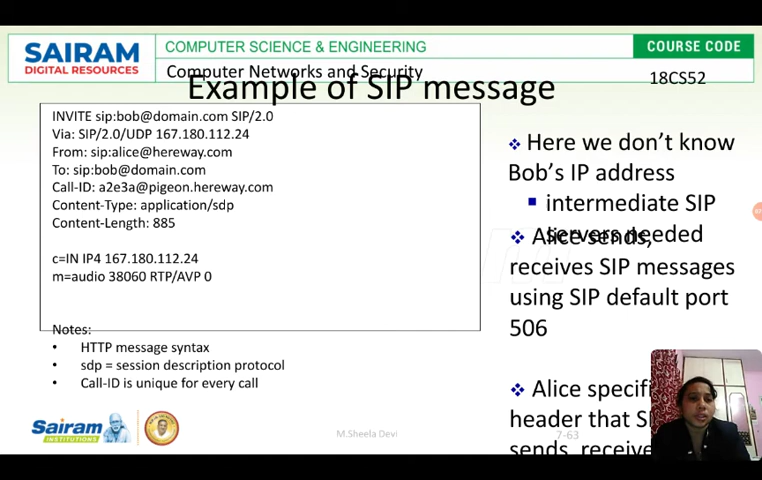 SAIRAM
DIGITAL RESOURCES
COMPUTER SCIENCE & ENGINEERING
COURSE CODE
Computer Networks and Security
18CS52
Example of SIP message
INVITE sip:bob@domain.com SIP/2.0
Via: SIP/2.0/UDP 167.180.112.24
From: sip:alice@hereway.com
To: sip:bob@domain.com
Call-ID: a2e3a@pigeon.hereway.com
Content-Type: application/sdp
Content-Length: 885
c=IN IP4 167.180.112.24
m=audio 38060 RTP/AVP 0
Notes:
• HTTP message syntax
• sdp = session description protocol
• Call-ID is unique for every call
❖ Here we don't know
Bob's IP address
▪ intermediate SIP
servers needed
❖ Alice sends,
receives SIP messages
using SIP default port
506
❖ Alice specifi
header that S
sends, receive
Sairam
INSTITUTIONS
M.Sheela Devi
7-63